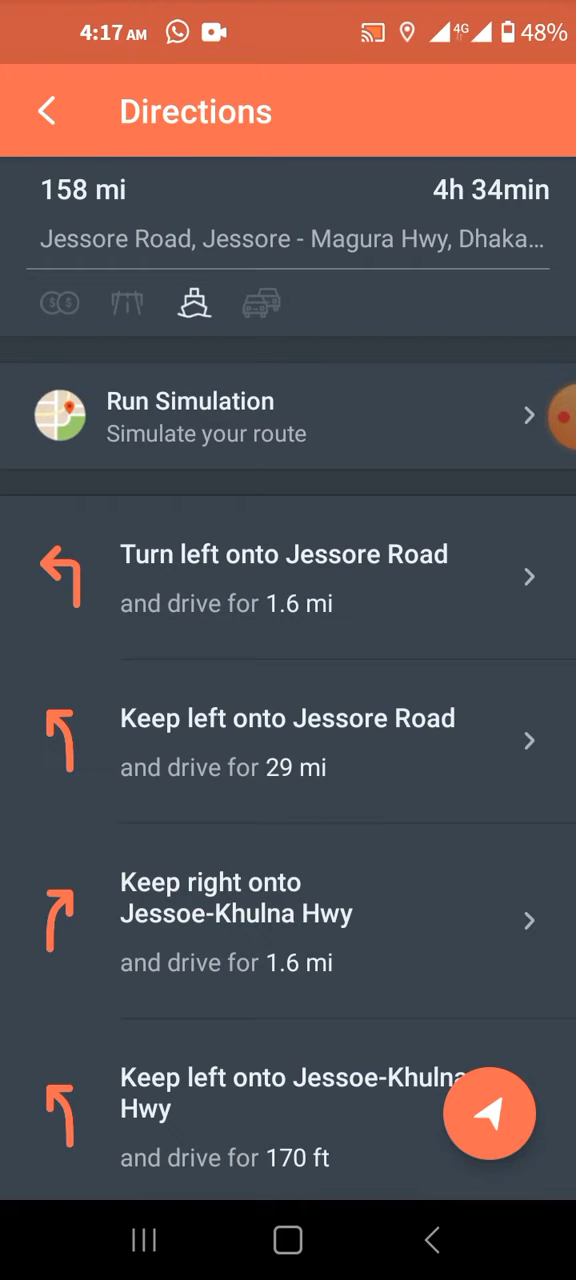 4:17 AM 4G 48%
Directions
158 mi 4h 34min
Jessore Road, Jessore - Magura Hwy, Dhaka...
Run Simulation
Simulate your route
Turn left onto Jessore Road
and drive for 1.6 mi
Keep left onto Jessore Road
and drive for 29 mi
Keep right onto
Jessoe-Khulna Hwy
and drive for 1.6 mi
Keep left onto Jessoe-Khulna
Hwy
and drive for 170 ft